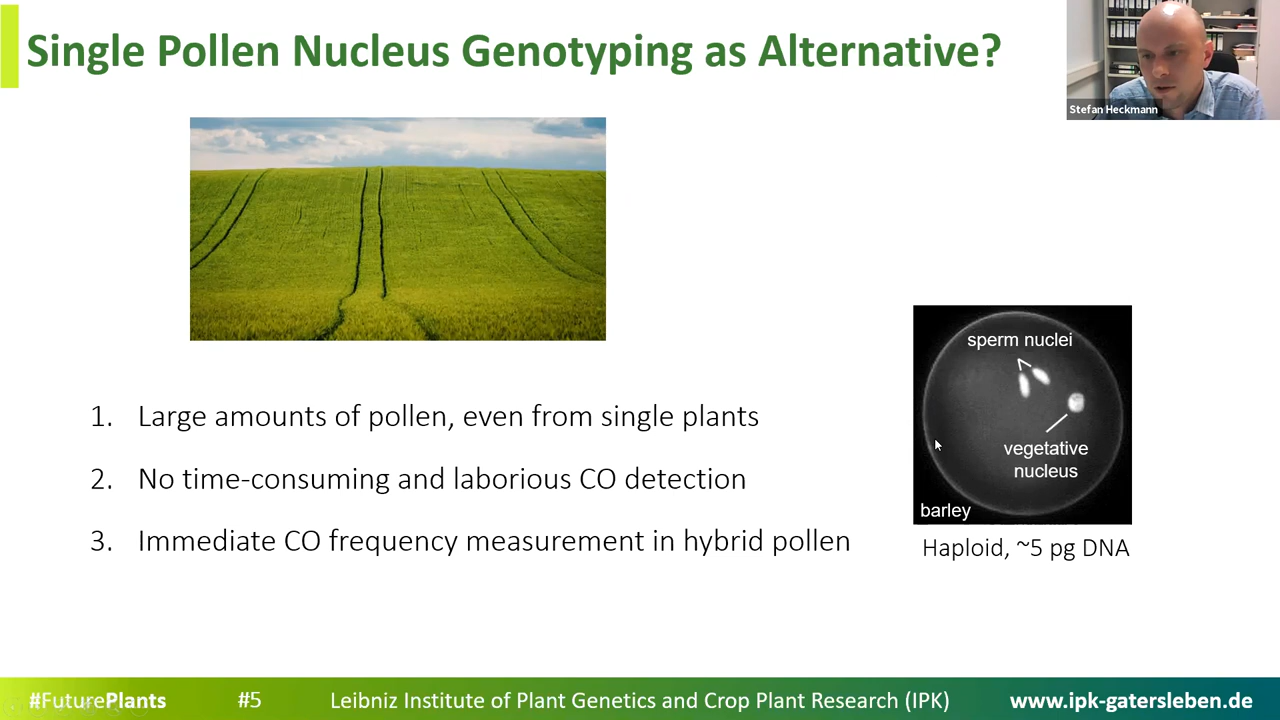 Single Pollen Nucleus Genotyping as Alternative?
Stefan Heckmann
sperm nuclei
vegetative
nucleus
barley
Haploid, ~5 pg DNA
1. Large amounts of pollen, even from single plants
2. No time-consuming and laborious CO detection
3. Immediate CO frequency measurement in hybrid pollen
#FuturePlants #5 Leibniz Institute of Plant Genetics and Crop Plant Research (IPK) www.ipk-gatersleben.de